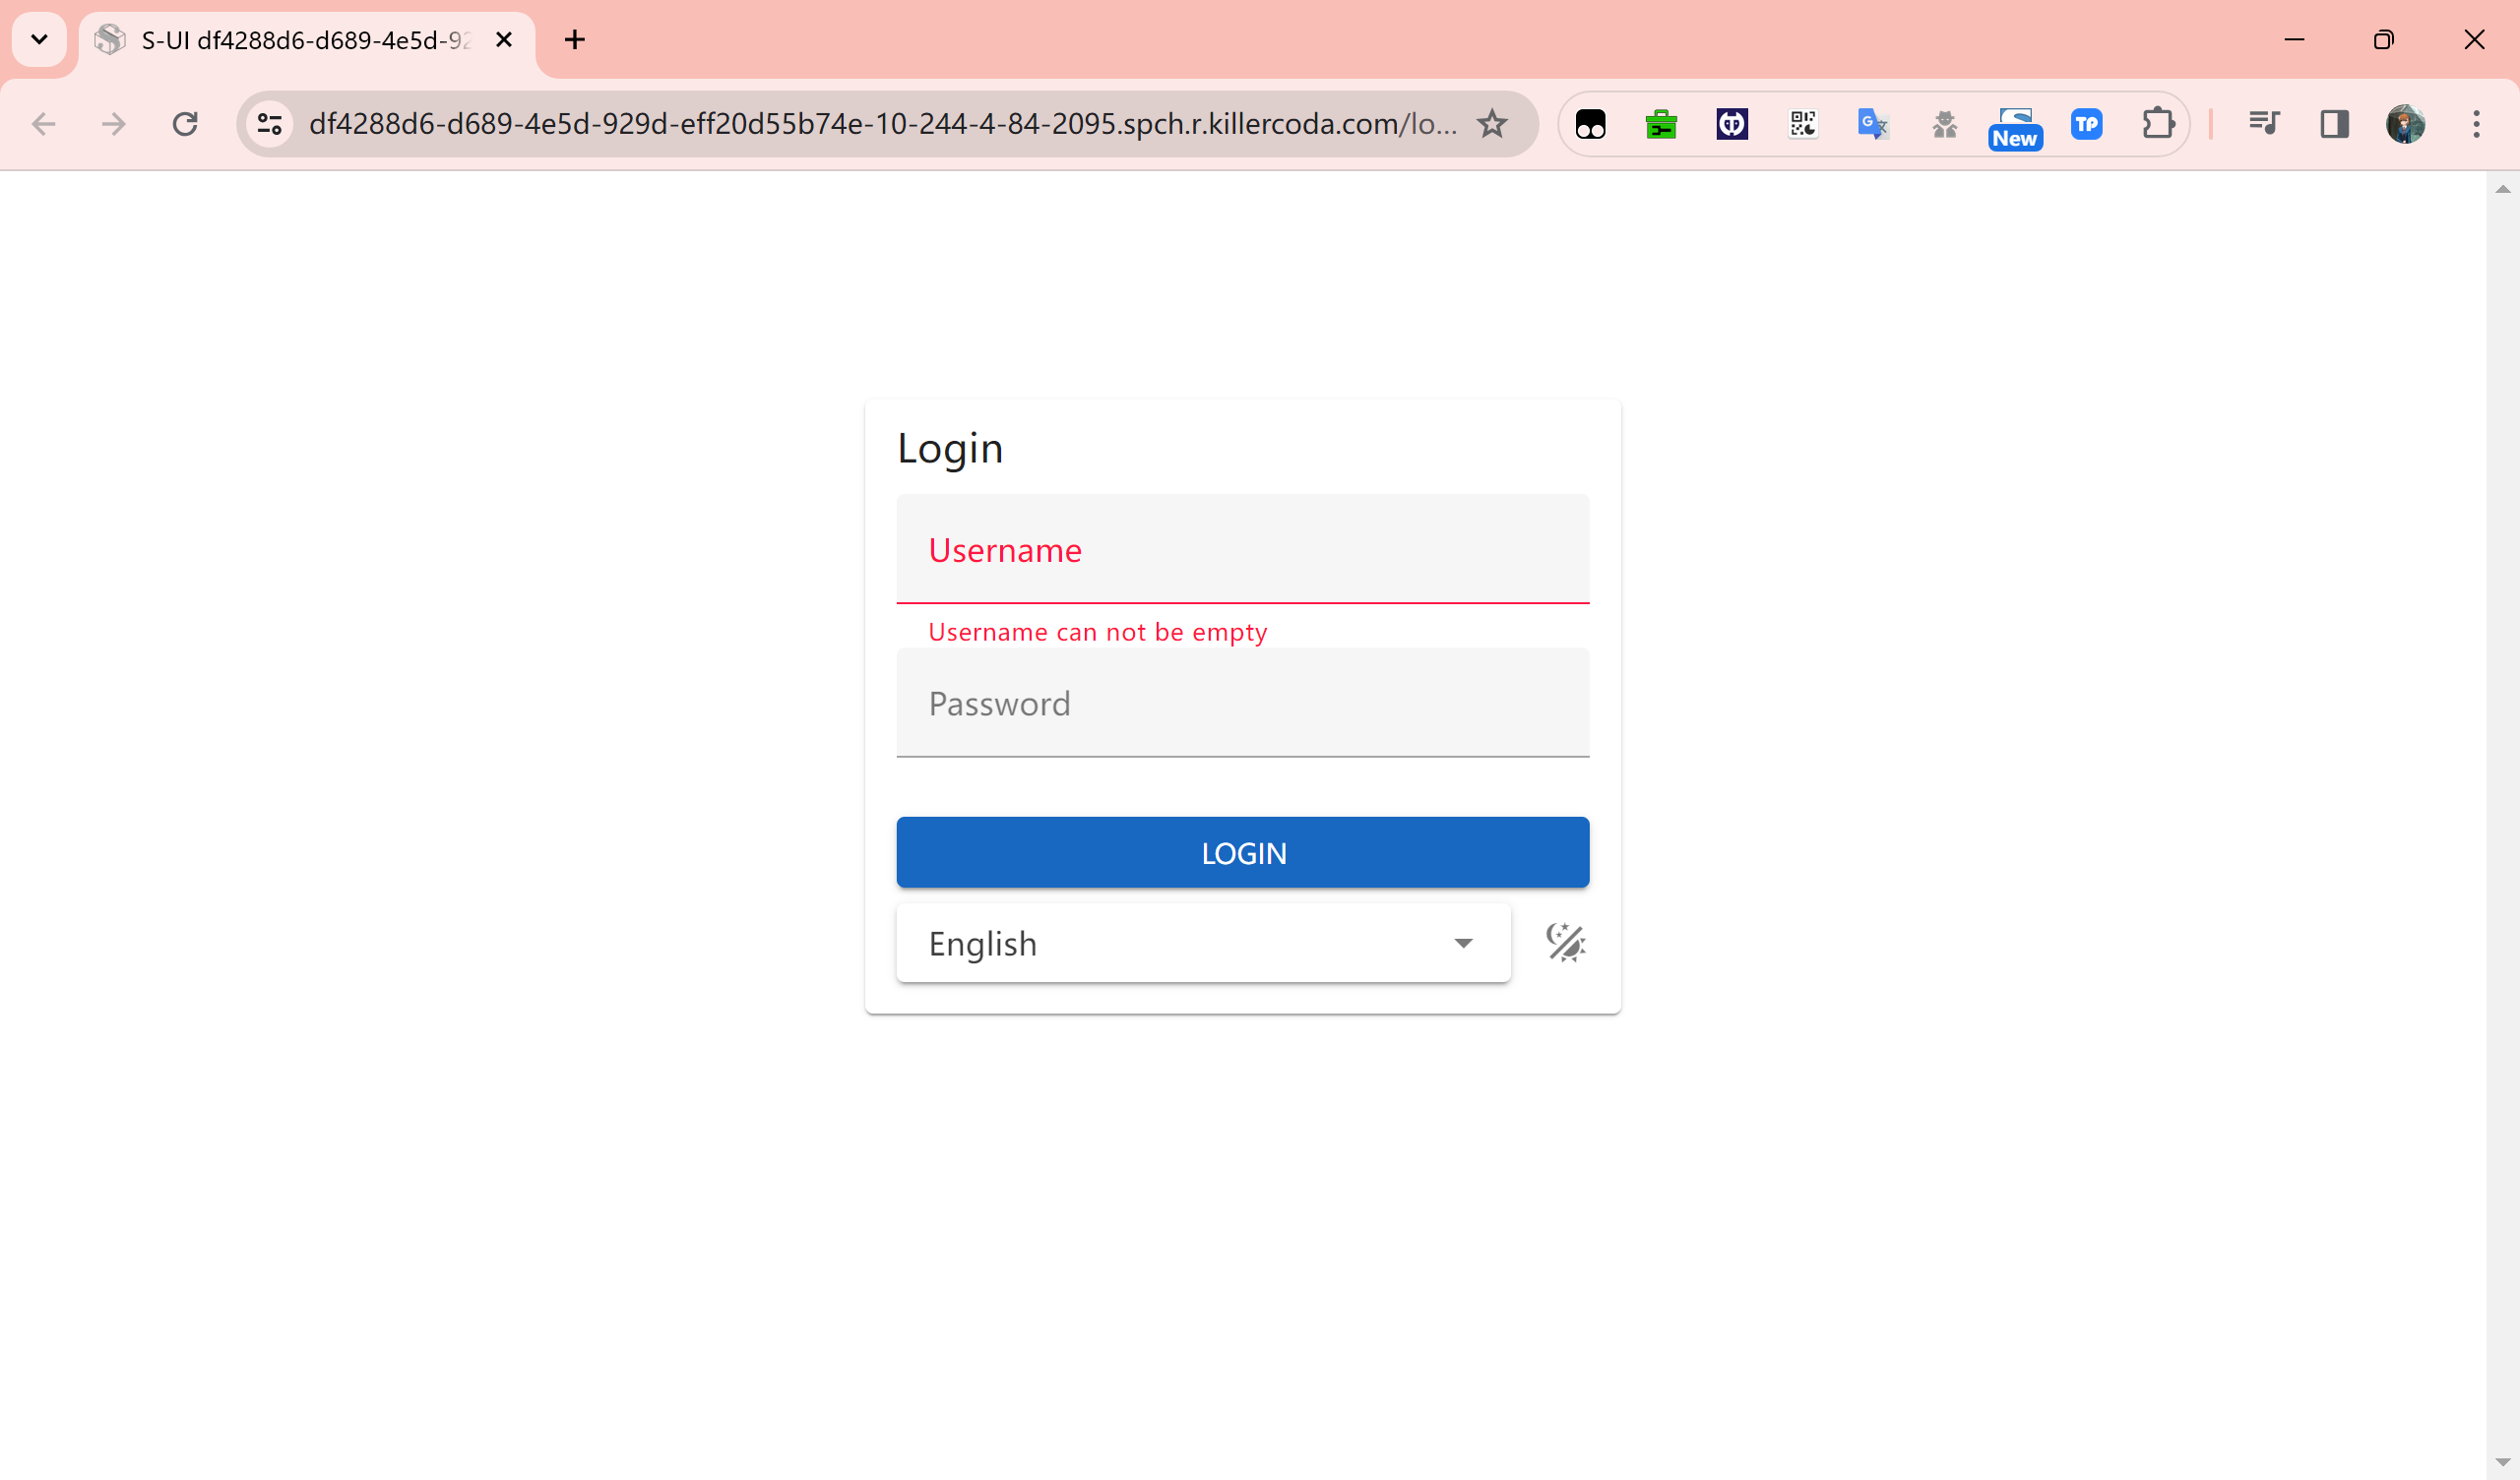 S-UI df4288d6-d689-4e5d-92
df4288d6-d689-4e5d-929d-eff20d55b74e-10-244-4-84-2095.spch.r.killercoda.com/lo...
New
TP
Login
Username
Username can not be empty
Password
LOGIN
English